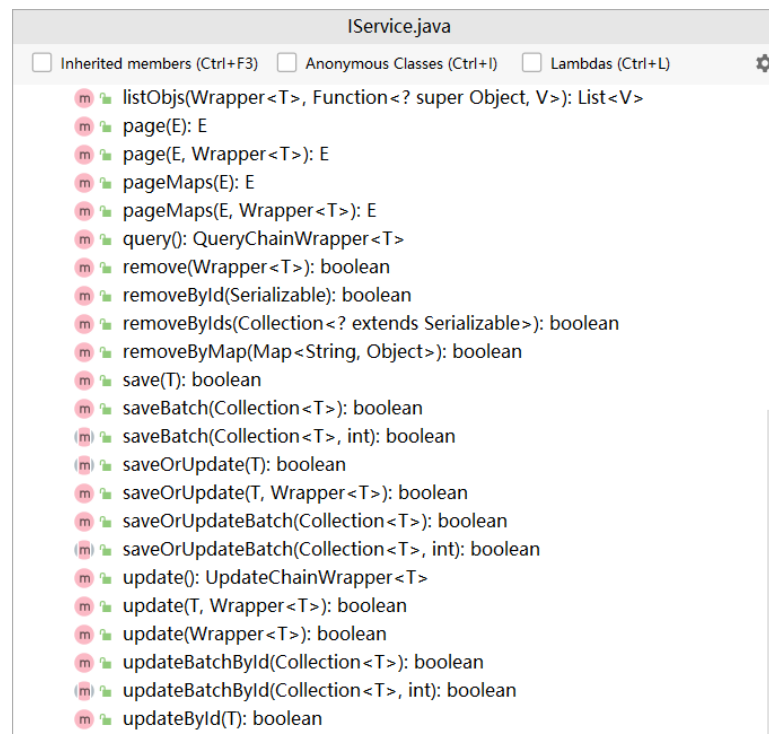 IService.java
Inherited members (Ctrl+F3) Anonymous Classes (Ctrl+I) Lambdas (Ctrl+L)
m listObjs(Wrapper<T>, Function<? super Object, V>): List<V>
m page(E): E
m page(E, Wrapper<T>): E
m pageMaps(E): E
m pageMaps(E, Wrapper<T>): E
m query(): QueryChainWrapper<T>
m remove(Wrapper<T>): boolean
m removeById(Serializable): boolean
m removeByIds(Collection<? extends Serializable>): boolean
m removeByMap(Map<String, Object>): boolean
m save(T): boolean
m saveBatch(Collection<T>): boolean
m saveBatch(Collection<T>, int): boolean
m saveOrUpdate(T): boolean
m saveOrUpdate(T, Wrapper<T>): boolean
m saveOrUpdateBatch(Collection<T>): boolean
m saveOrUpdateBatch(Collection<T>, int): boolean
m update(): UpdateChainWrapper<T>
m update(T, Wrapper<T>): boolean
m update(Wrapper<T>): boolean
m updateBatchById(Collection<T>): boolean
m updateBatchById(Collection<T>, int): boolean
m updateById(T): boolean